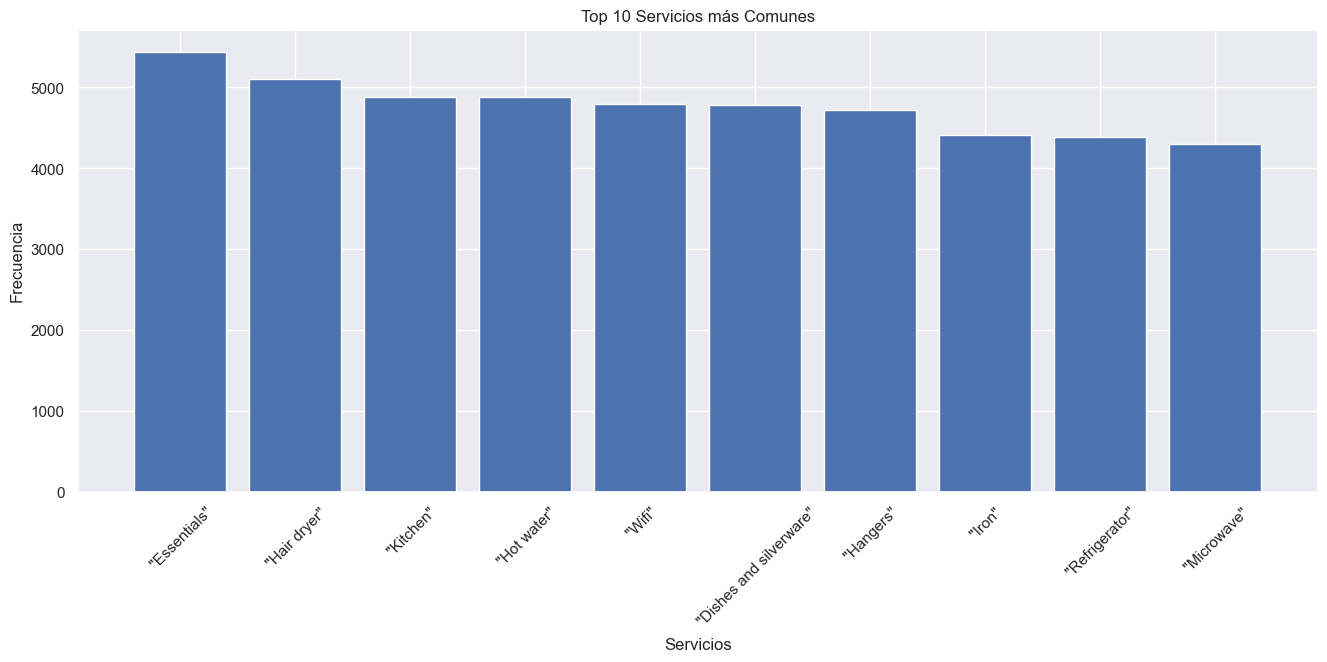 Top 10 Servicios más Comunes
Frecuencia
5000
4000
3000
2000
1000
0
"Essentials"
"Hair dryer"
"Kitchen"
"Hot water"
"Wifi"
"Dishes and silverware"
"Hangers"
"Iron"
"Refrigerator"
"Microwave"
Servicios